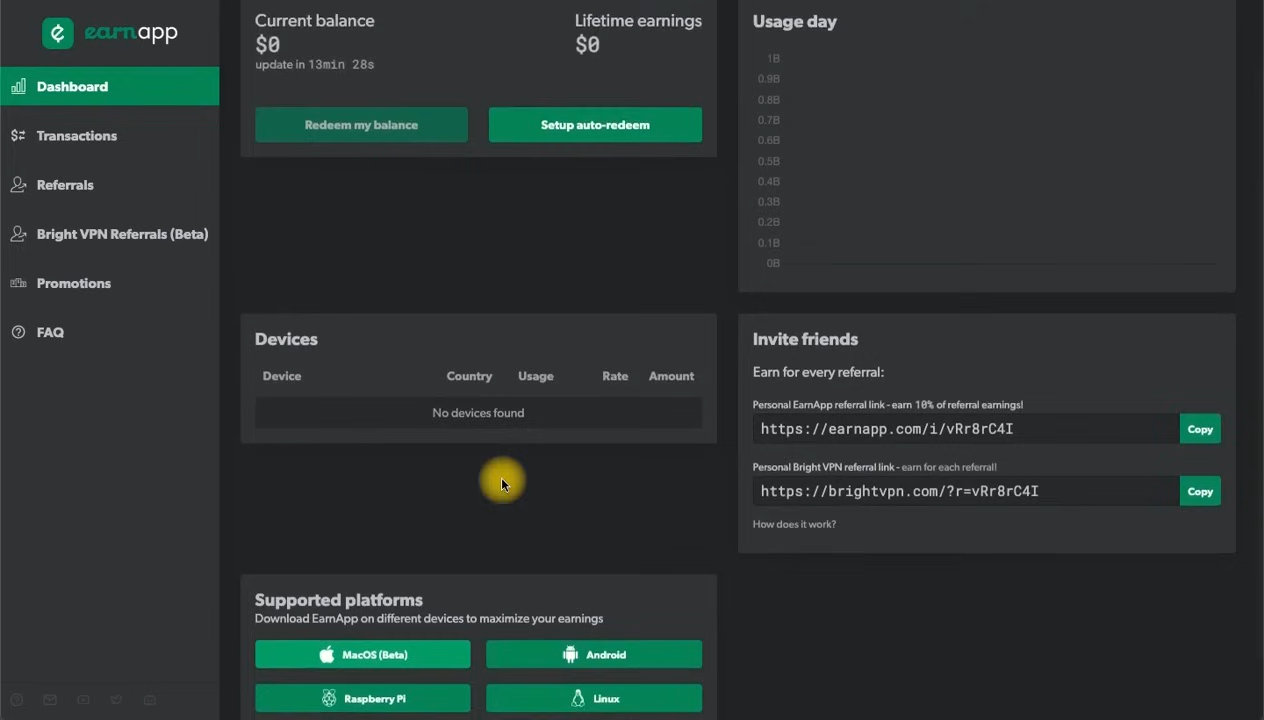 earnapp
Dashboard
Transactions
Referrals
Bright VPN Referrals (Beta)
Promotions
FAQ
Current balance
$0
update in 13min 28s
Lifetime earnings
$0
Redeem my balance
Setup auto-redeem
Usage day
1B
0.9B
0.8B
0.7B
0.6B
0.5B
0.4B
0.3B
0.2B
0.1B
0B
Devices
Device Country Usage Rate Amount
No devices found
Invite friends
Earn for every referral:
Personal EarnApp referral link - earn 10% of referral earnings!
https://earnapp.com/i/vRr8rC4I Copy
Personal Bright VPN referral link - earn for each referral!
https://brightvpn.com/?r=vRr8rC4I Copy
How does it work?
Supported platforms
Download EarnApp on different devices to maximize your earnings
MacOS (Beta) Android
Raspberry Pi Linux